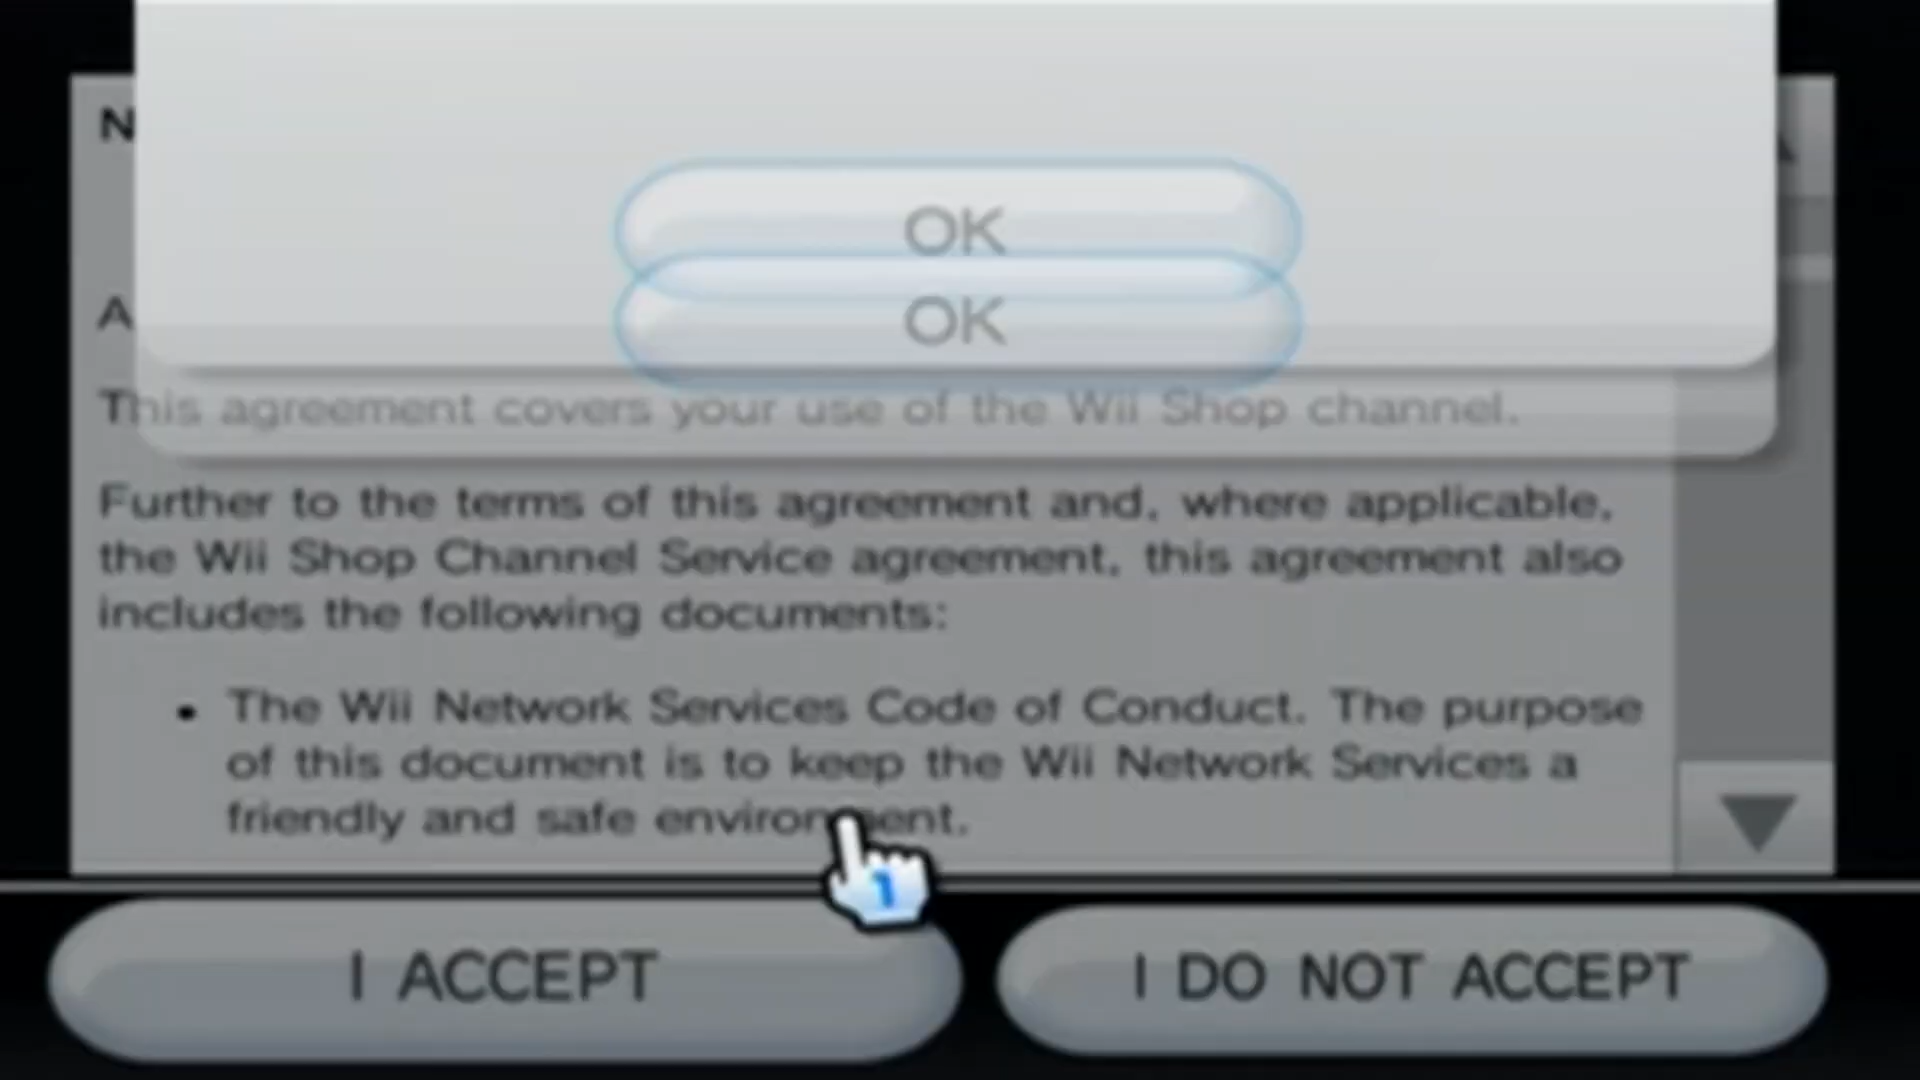 N
OK
A
OK
This agreement covers your use of the Wii Shop channel.
Further to the terms of this agreement and, where applicable,
the Wii Shop Channel Service agreement, this agreement also
includes the following documents:
• The Wii Network Services Code of Conduct. The purpose
of this document is to keep the Wii Network Services a
friendly and safe environment.
1
I ACCEPT
I DO NOT ACCEPT